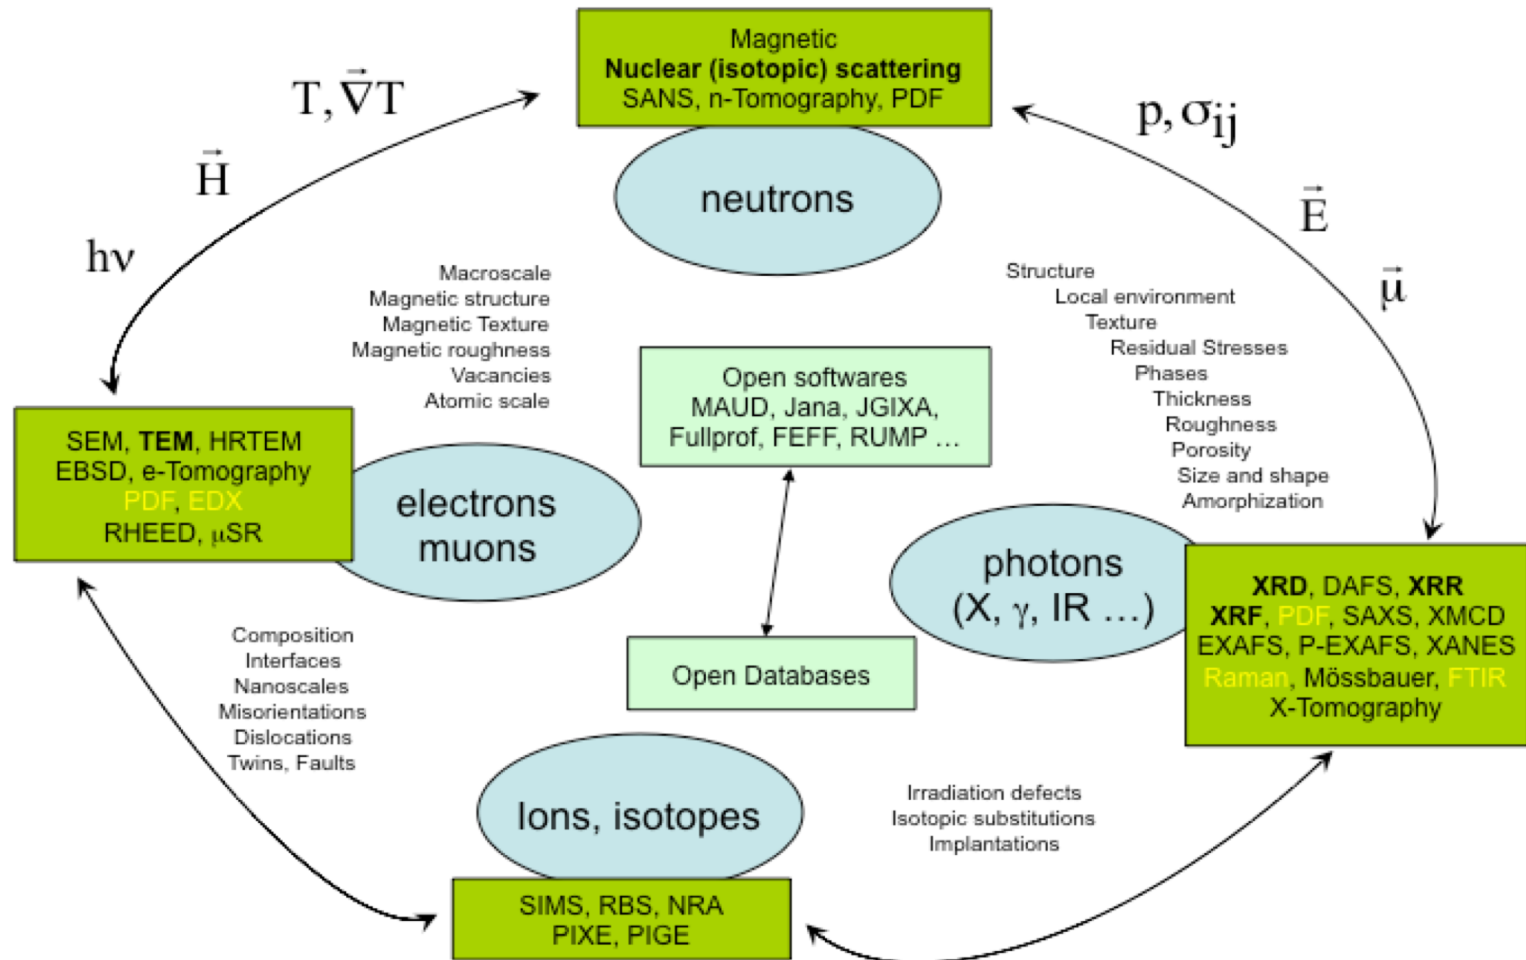 Magnetic
Nuclear (isotopic) scattering
SANS, n-Tomography, PDF
neutrons
T, ∇⃗T
H⃗
hν
p, σij
E⃗
μ⃗
Macroscale
Magnetic structure
Magnetic Texture
Magnetic roughness
Vacancies
Atomic scale
Structure
Local environment
Texture
Residual Stresses
Phases
Thickness
Roughness
Porosity
Size and shape
Amorphization
Open softwares
MAUD, Jana, JGIXA,
Fullprof, FEFF, RUMP ...
SEM, TEM, HRTEM
EBSD, e-Tomography
PDF, EDX
RHEED, μSR
electrons
muons
photons
(X, γ, IR ...)
XRD, DAFS, XRR
XRF, PDF, SAXS, XMCD
EXAFS, P-EXAFS, XANES
Raman, Mössbauer, FTIR
X-Tomography
Open Databases
Composition
Interfaces
Nanoscales
Misorientations
Dislocations
Twins, Faults
Ions, isotopes
SIMS, RBS, NRA
PIXE, PIGE
Irradiation defects
Isotopic substitutions
Implantations